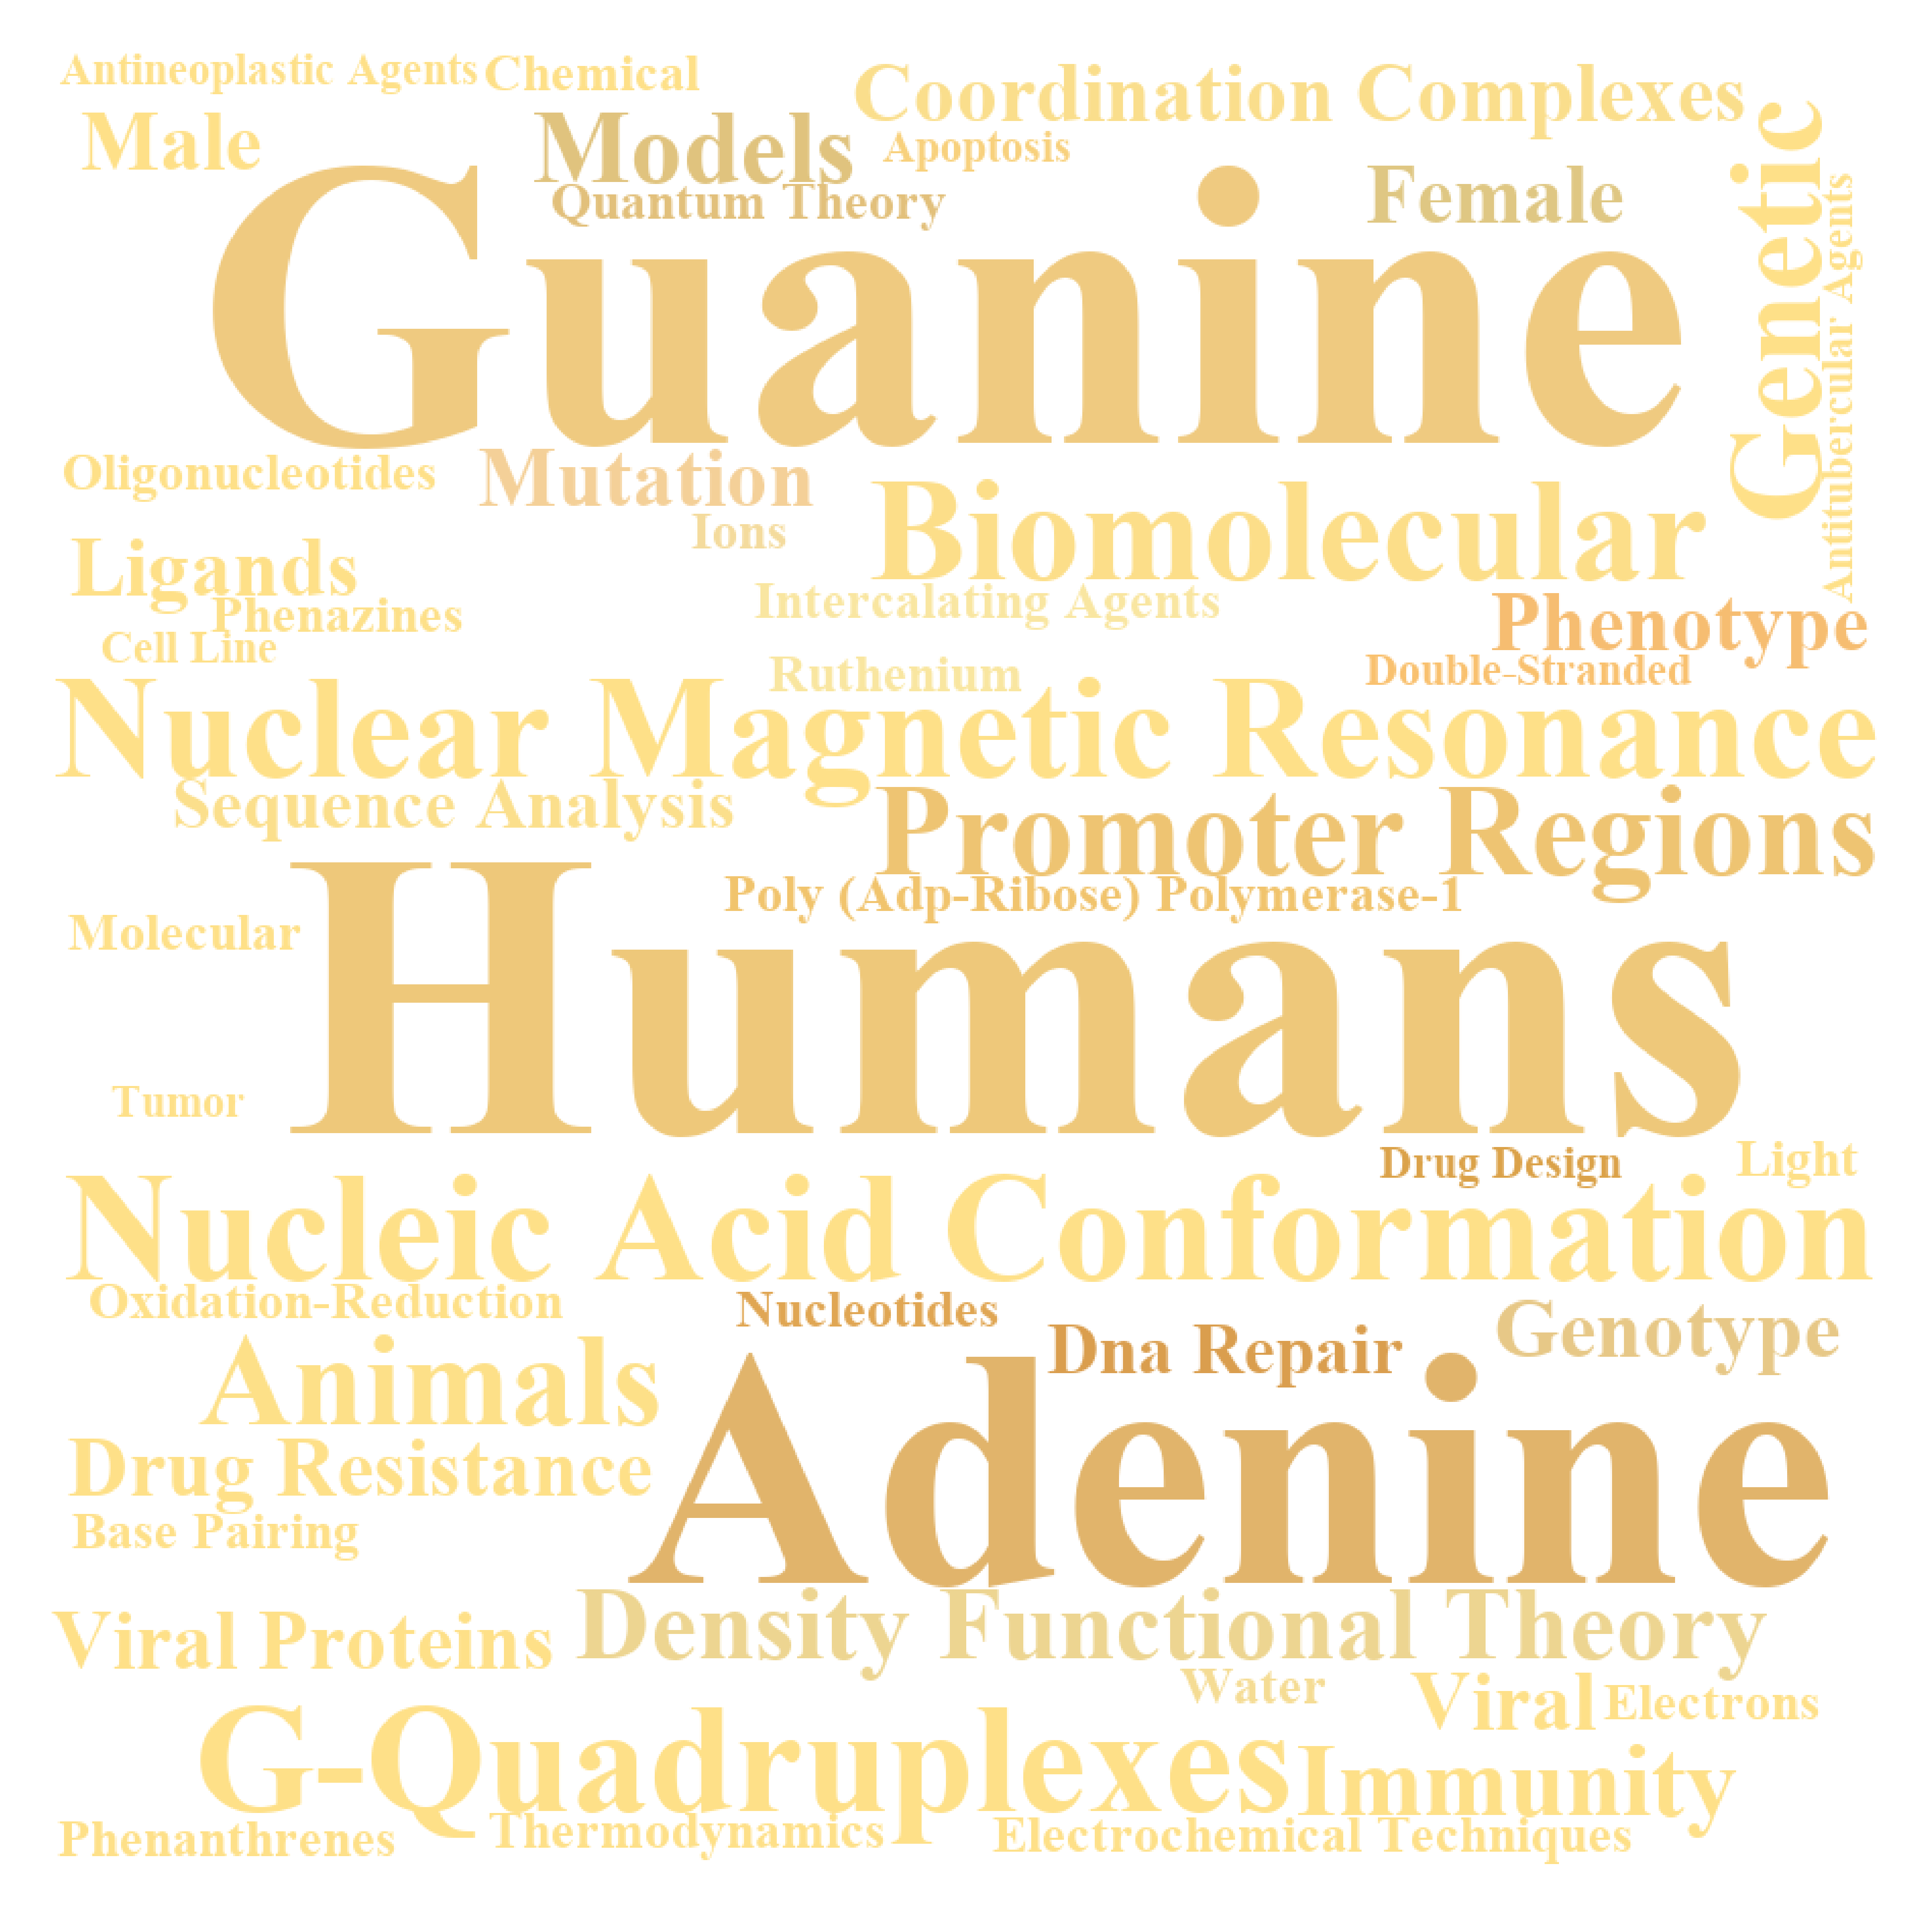 Antineoplastic Agents
Chemical
Coordination Complexes
Male
Models
Apoptosis
Quantum Theory
Female
Genetic
Antitubercular Agents
Guanine
Oligonucleotides
Mutation
Ions
Biomolecular
Ligands
Phenazines
Intercalating Agents
Phenotype
Cell Line
Ruthenium
Double-Stranded
Nuclear Magnetic Resonance
Sequence Analysis
Promoter Regions
Poly (Adp-Ribose) Polymerase-1
Molecular
Humans
Tumor
Drug Design
Light
Nucleic Acid Conformation
Oxidation-Reduction
Nucleotides
Dna Repair
Genotype
Animals
Adenine
Drug Resistance
Base Pairing
Viral Proteins
Density Functional Theory
Water
Viral
Electrons
G-Quadruplexes
Immunity
Phenanthrenes
Thermodynamics
Electrochemical Techniques